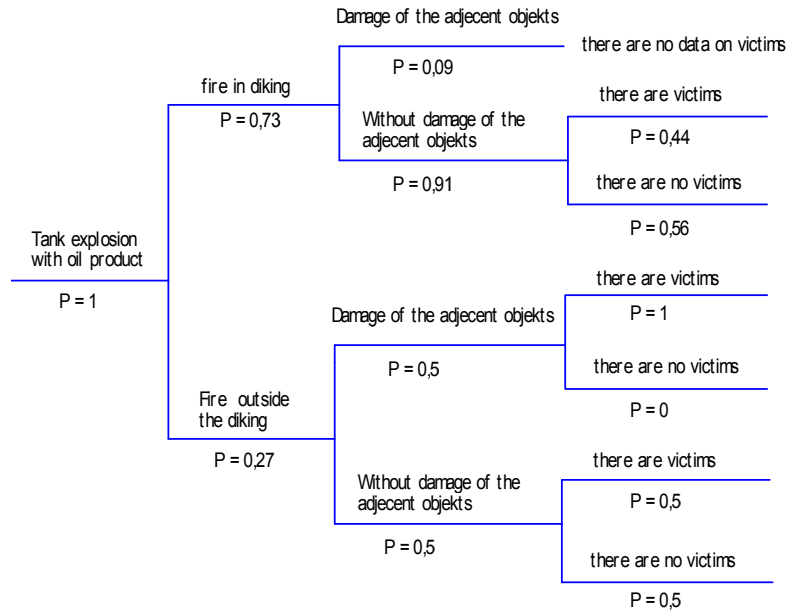 Damage of the adjecent objekts
there are no data on victims
P = 0,09
fire in diking
P = 0,73
there are victims
Without damage of the
adjecent objekts
P = 0,44
P = 0,91
there are no victims
P = 0,56
Tank explosion
with oil product
P = 1
there are victims
Damage of the adjecent objekts
P = 1
P = 0,5
there are no victims
P = 0
Fire outside
the diking
P = 0,27
there are victims
Without damage of the
adjecent objekts
P = 0,5
P = 0,5
there are no victims
P = 0,5